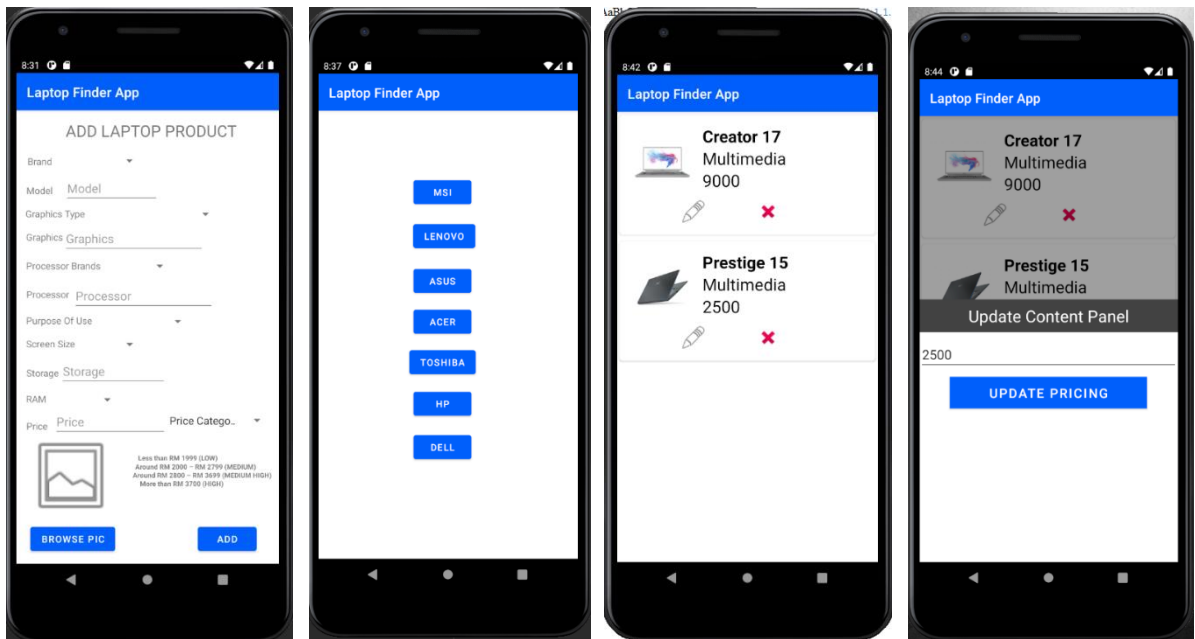 8:31
Laptop Finder App
ADD LAPTOP PRODUCT
Brand
Model Model
Graphics Type
Graphics Graphics
Processor Brands
Processor Processor
Purpose Of Use
Screen Size
Storage Storage
RAM
Price Price Price Catego..
Less than RM 1999 (LOW)
Around RM 2000 – RM 2799 (MEDIUM)
Around RM 2800 – RM 3699 (MEDIUM HIGH)
More than RM 3700 (HIGH)
BROWSE PIC ADD
8:37
Laptop Finder App
MSI
LENOVO
ASUS
ACER
TOSHIBA
HP
DELL
8:42
Laptop Finder App
Creator 17
Multimedia
9000
Prestige 15
Multimedia
2500
8:44
Laptop Finder App
Creator 17
Multimedia
9000
Prestige 15
Multimedia
Update Content Panel
2500
UPDATE PRICING